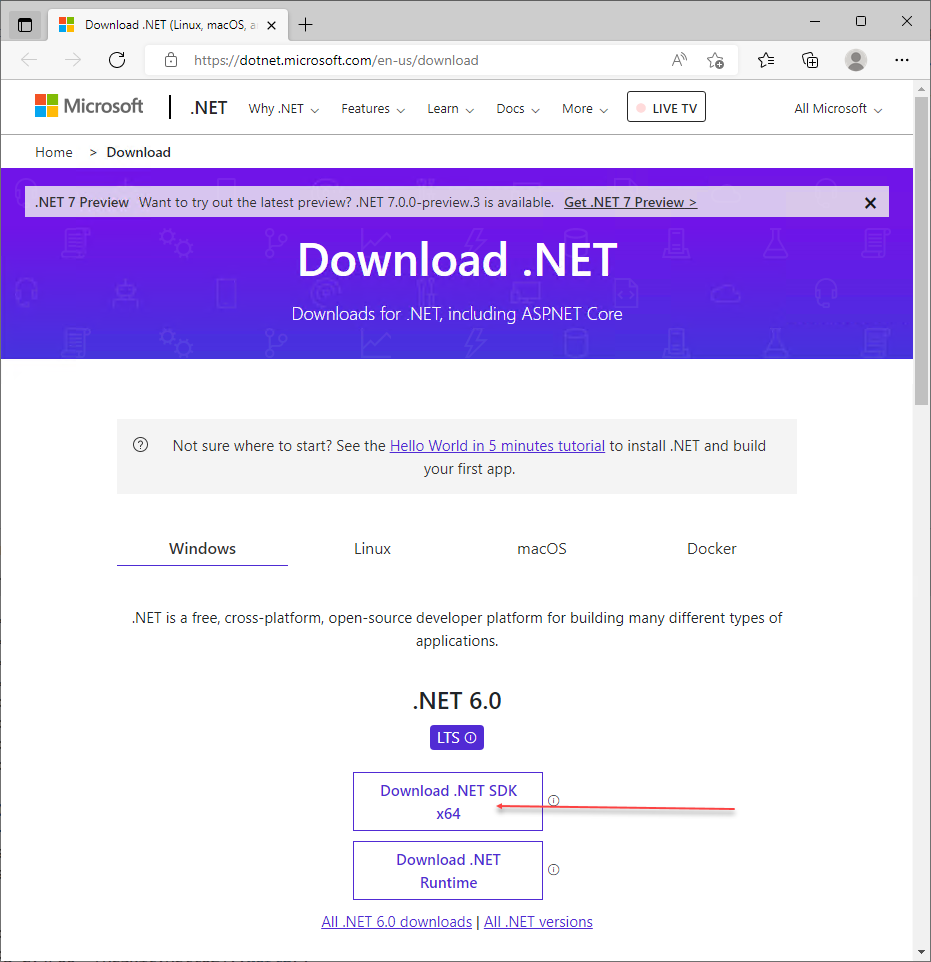 Download .NET (Linux, macOS, a
https://dotnet.microsoft.com/en-us/download
Microsoft .NET Why .NET Features Learn Docs More LIVE TV All Microsoft
Home > Download
.NET 7 Preview Want to try out the latest preview? .NET 7.0.0-preview.3 is available. Get .NET 7 Preview >
Download .NET
Downloads for .NET, including ASP.NET Core
Not sure where to start? See the Hello World in 5 minutes tutorial to install .NET and build
your first app.
Windows Linux macOS Docker
.NET is a free, cross-platform, open-source developer platform for building many different types of
applications.
.NET 6.0
LTS
Download .NET SDK
x64
Download .NET
Runtime
All .NET 6.0 downloads | All .NET versions